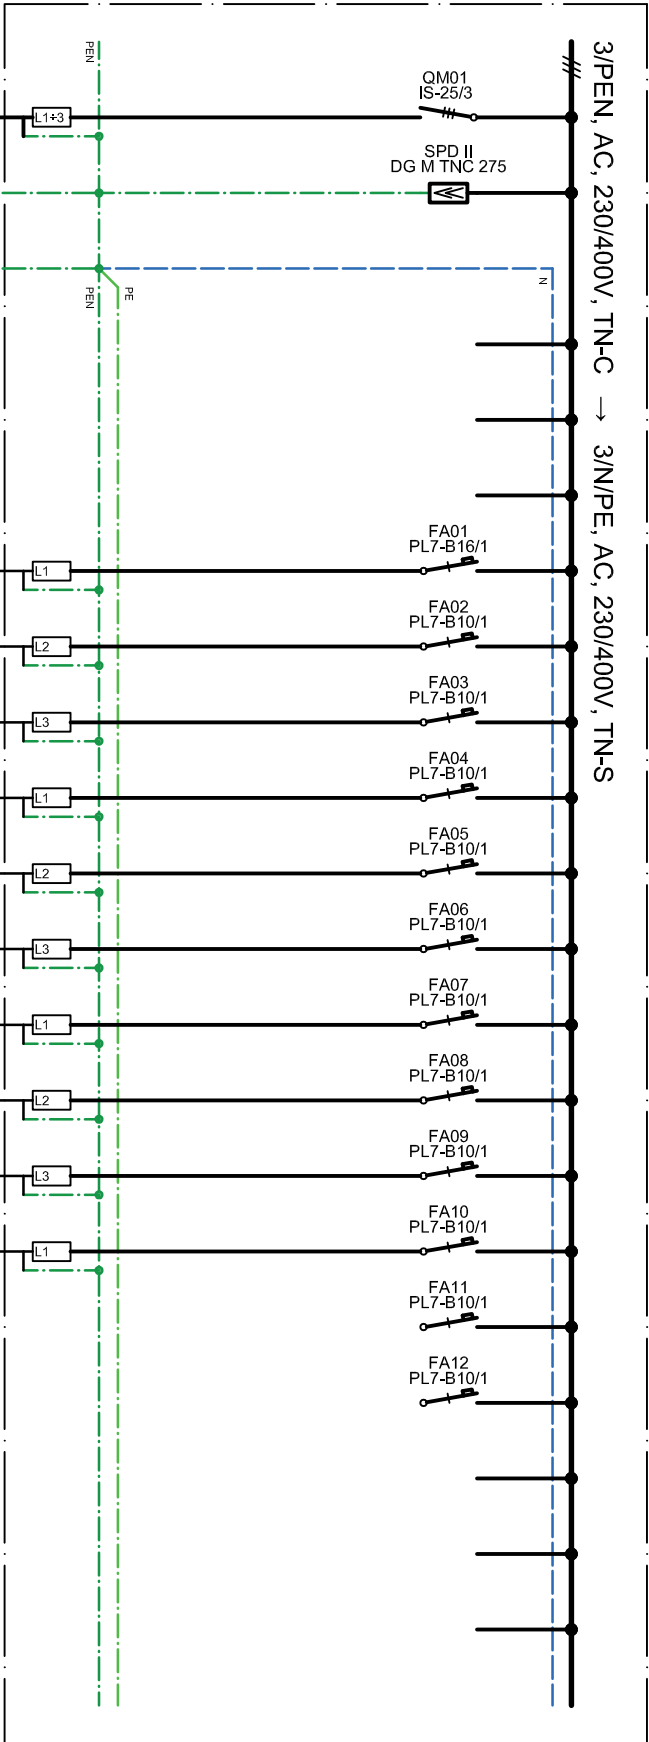 3/PEN, AC, 230/400V, TN-C → 3/N/PE, AC, 230/400V, TN-S
PEN
QM01
IS-25/3
L1÷3
SPD II
DG M TNC 275
N
PE
PEN
FA01
PL7-B16/1
L1
FA02
PL7-B10/1
L2
FA03
PL7-B10/1
L3
FA04
PL7-B10/1
L1
FA05
PL7-B10/1
L2
FA06
PL7-B10/1
L3
FA07
PL7-B10/1
L1
FA08
PL7-B10/1
L2
FA09
PL7-B10/1
L3
FA10
PL7-B10/1
L1
FA11
PL7-B10/1
FA12
PL7-B10/1